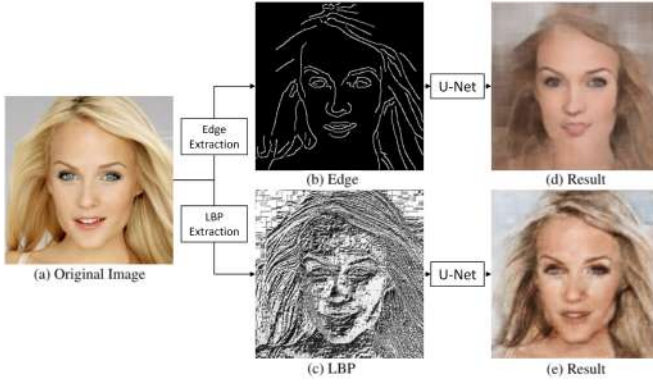 Edge
Extraction
LBP
Extraction
(a) Original Image
(b) Edge
U-Net
(d) Result
(c) LBP
U-Net
(e) Result